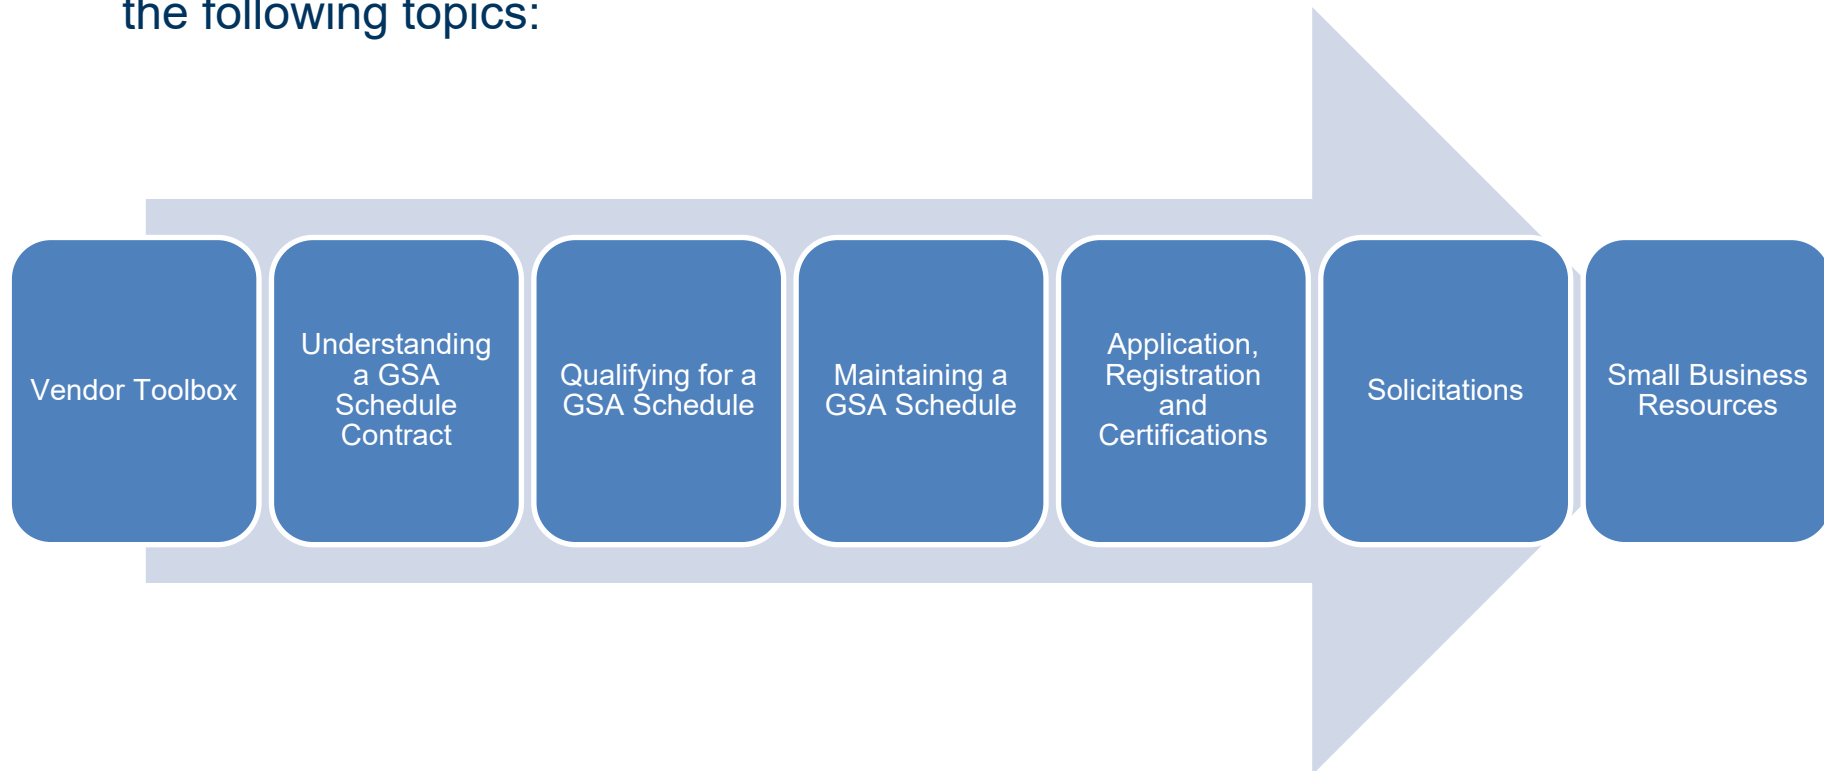 the following topics:
Vendor Toolbox
Understanding
a GSA
Schedule
Contract
Qualifying for a
GSA Schedule
Maintaining a
GSA Schedule
Application,
Registration
and
Certifications
Solicitations
Small Business
Resources